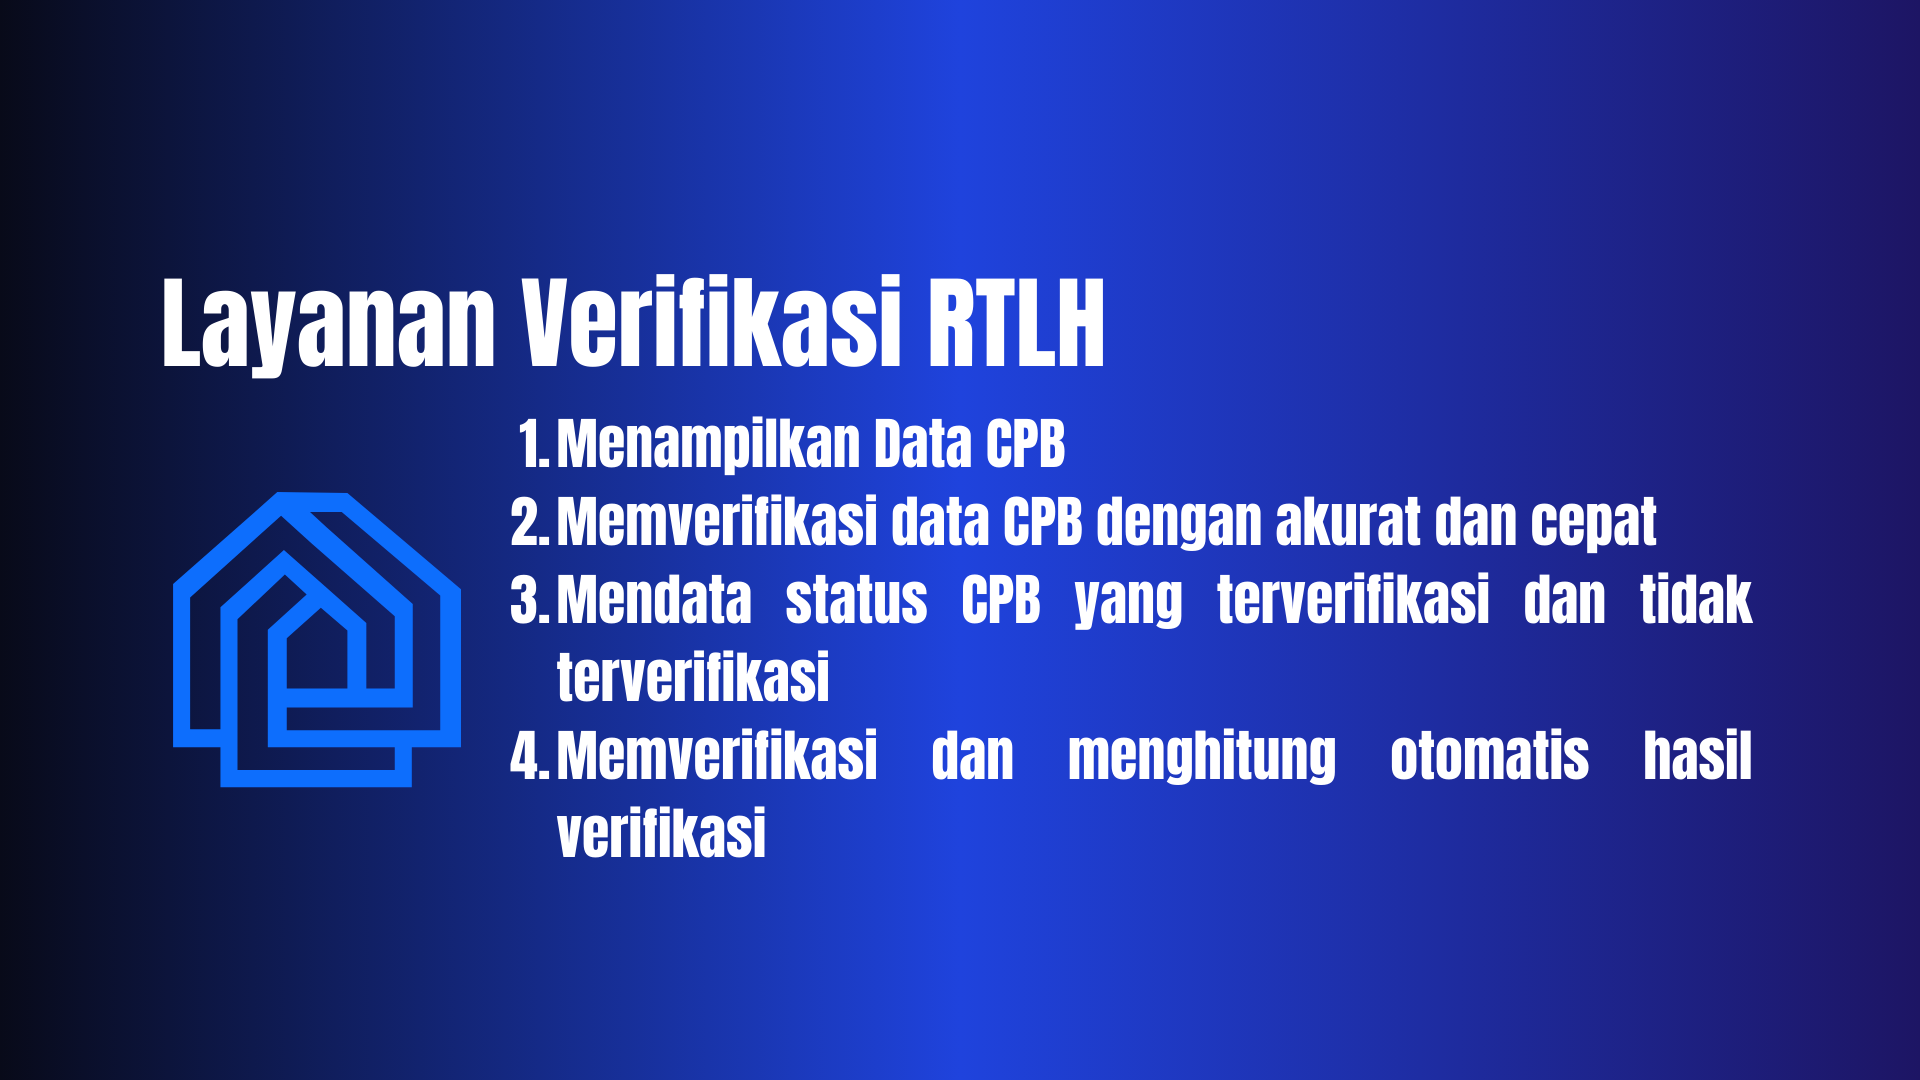 Layanan Verifikasi RTLH
1. Menampilkan Data CPB
2. Memverifikasi data CPB dengan akurat dan cepat
3. Mendata status CPB yang terverifikasi dan tidak
terverifikasi
4. Memverifikasi dan menghitung otomatis hasil
verifikasi